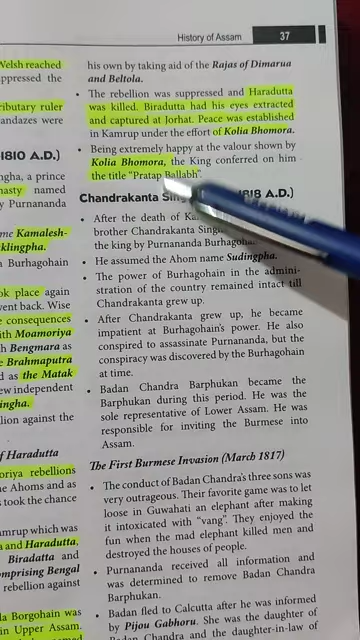 History of Assam 37
Welsh reached
ppressed the
ributary ruler
andazes were
1810 A.D.)
gha, a prince
nasty named
y Purnananda
me Kamalesh-
klingpha.
a Burhagohain
ok place again
vent back. Wise
e consequences
ith Moamoriya
h Bengmara as
e Brahmaputra
d as the Matak
ew independent
ingha.
llion against the
of Haradutta
oriya rebellions
e Ahoms and as
s took the chance
amrup which was
a and Haradutta,
Biradatta and
omprising Bengal
rebellion against
da Borgohain was
in Upper Assam.
his own by taking aid of the Rajas of Dimarua and
Beltola.
• The rebellion was suppressed and Haradutta
was killed. Biradutta had his eyes extracted
and captured at Jorhat. Peace was established
in Kamrup under the effort of Kolia Bhomora.
• Being extremely happy at the valour shown by
Kolia Bhomora, the King conferred on him
the title "Pratap Ballabh".
Chandrakanta A.D.)
• After the death of
brother Chandrakanta
the king by Purnananda
• He assumed the Ahom name Sudingpha.
• The power of Burhagohain in the admini-
stration of the country remained intact till
Chandrakanta grew up.
• After Chandrakanta grew up, he became
impatient at Burhagohain's power. He also
conspired to assassinate Purnananda, but the
conspiracy was discovered by the Burhagohain
at time.
• Badan Chandra Barphukan became the
Barphukan during this period. He was the
sole representative of Lower Assam. He was
responsible for inviting the Burmese into
Assam.
The First Burmese Invasion (March 1817)
• The conduct of Badan Chandra's three sons was
very outrageous. Their favorite game was to let
loose in Guwahati an elephant after making
it intoxicated with "vang". They enjoyed the
fun when the mad elephant killed men and
destroyed the houses of people.
• Purnananda received all information and
was determined to remove Badan Chandra
Barphukan.
• Badan fled to Calcutta after he was informed
by Pijou Gabhoru. She was the daughter of
Badan Chandra and the daughter-in-law of